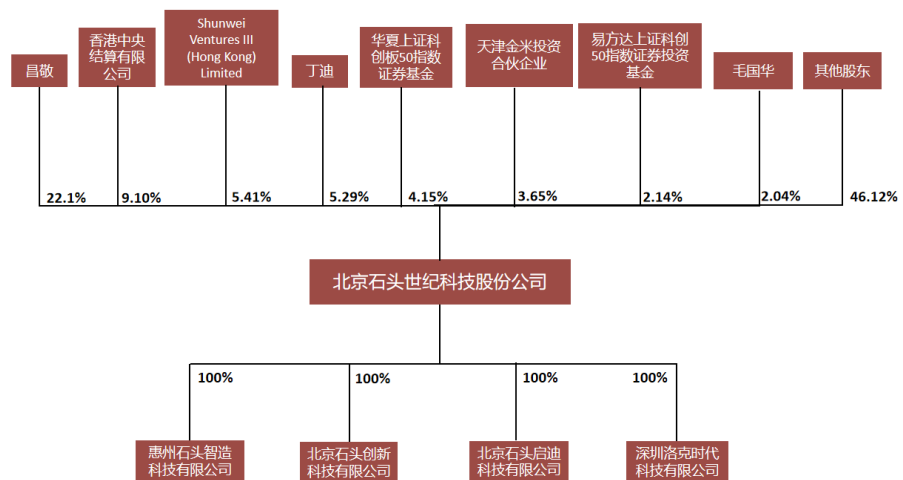 昌敬
香港中央
结算有限
公司
Shunwei
Ventures III
(Hong Kong)
Limited
丁迪
华夏上证科
创板50指数
证券基金
天津金米投资
合伙企业
易方达上证科创
50指数证券投资
基金
毛国华
其他股东
22.1%
9.10%
5.41%
5.29%
4.15%
3.65%
2.14%
2.04%
46.12%
北京石头世纪科技股份公司
100%
100%
100%
100%
惠州石头智造
科技有限公司
北京石头创新
科技有限公司
北京石头启迪
科技有限公司
深圳洛克时代
科技有限公司